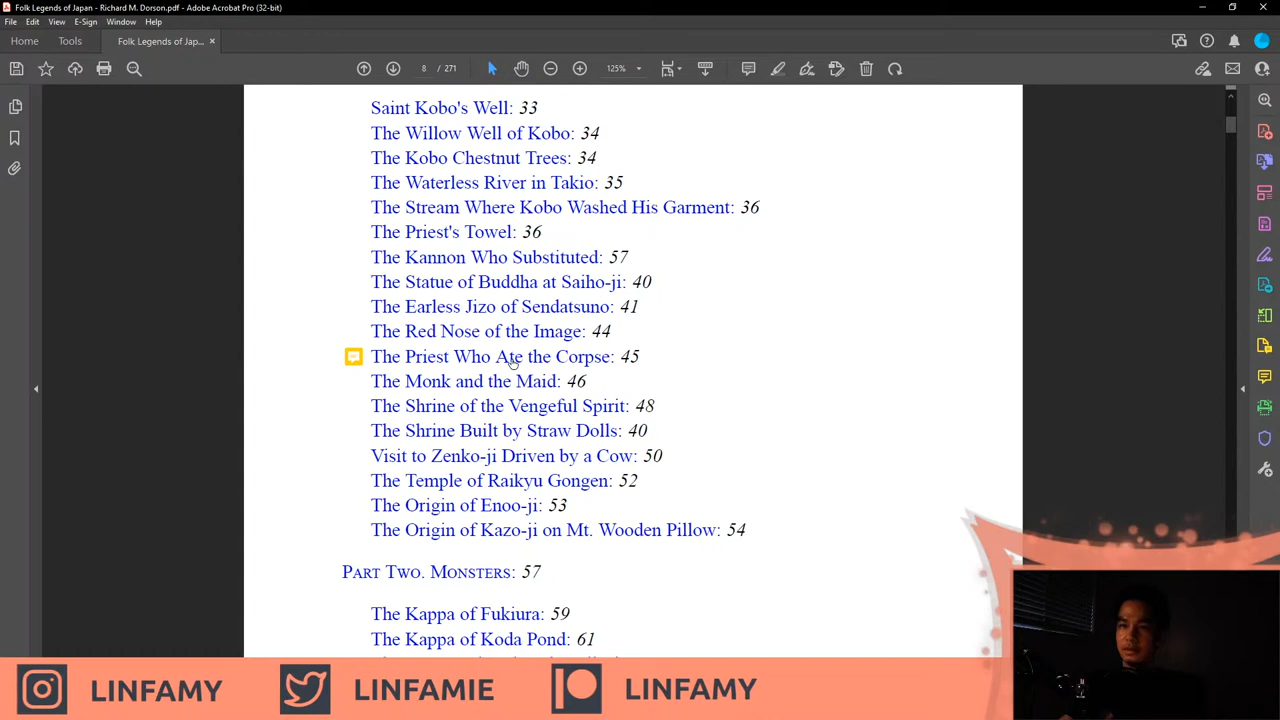 Folk Legends of Japan - Richard M. Dorson.pdf - Adobe Acrobat Pro (32-bit)
File Edit View E-Sign Window Help
Home Tools Folk Legends of Jap... ×
8 / 271 125%
Saint Kobo's Well: 33
The Willow Well of Kobo: 34
The Kobo Chestnut Trees: 34
The Waterless River in Takio: 35
The Stream Where Kobo Washed His Garment: 36
The Priest's Towel: 36
The Kannon Who Substituted: 57
The Statue of Buddha at Saiho-ji: 40
The Earless Jizo of Sendatsuno: 41
The Red Nose of the Image: 44
The Priest Who Ate the Corpse: 45
The Monk and the Maid: 46
The Shrine of the Vengeful Spirit: 48
The Shrine Built by Straw Dolls: 40
Visit to Zenko-ji Driven by a Cow: 50
The Temple of Raikyu Gongen: 52
The Origin of Enoo-ji: 53
The Origin of Kazo-ji on Mt. Wooden Pillow: 54
PART TWO. MONSTERS: 57
The Kappa of Fukiura: 59
The Kappa of Koda Pond: 61
LINFAMY LINFAMIE LINFAMY